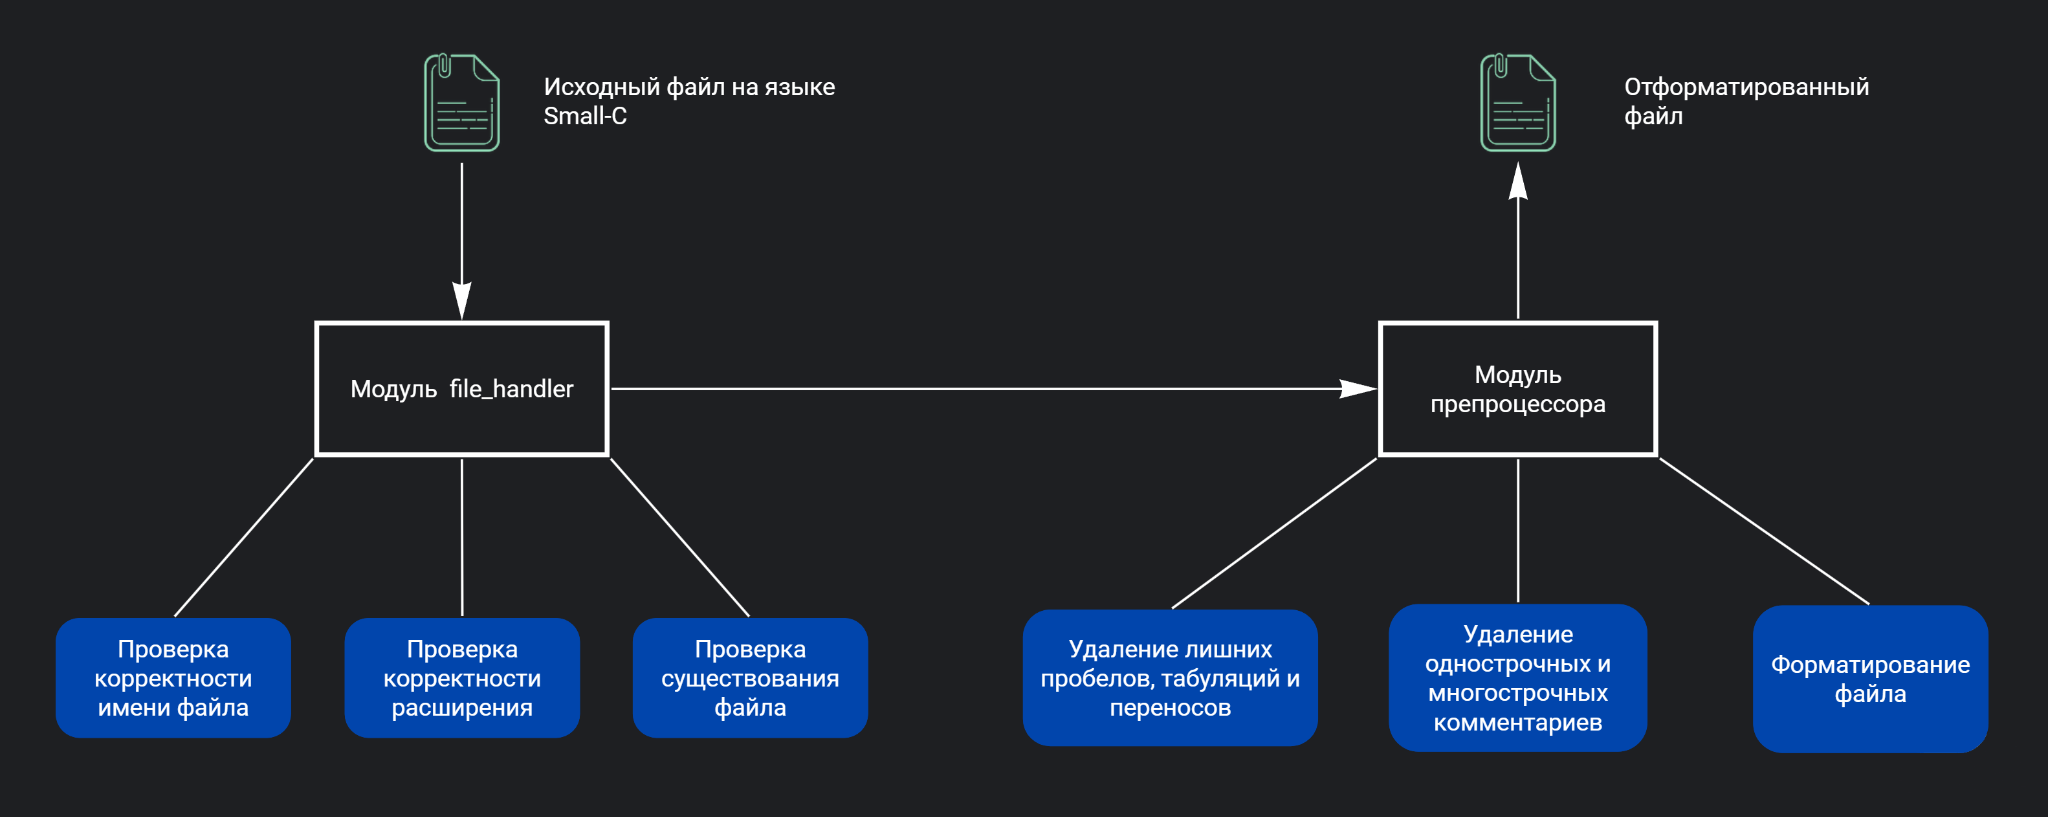 Исходный файл на языке
Small-C
Отформатированный
файл
Модуль file_handler
Модуль
препроцессора
Проверка
корректности
имени файла
Проверка
корректности
расширения
Проверка
существования
файла
Удаление лишних
пробелов, табуляций и
переносов
Удаление
однострочных и
многострочных
комментариев
Форматирование
файла